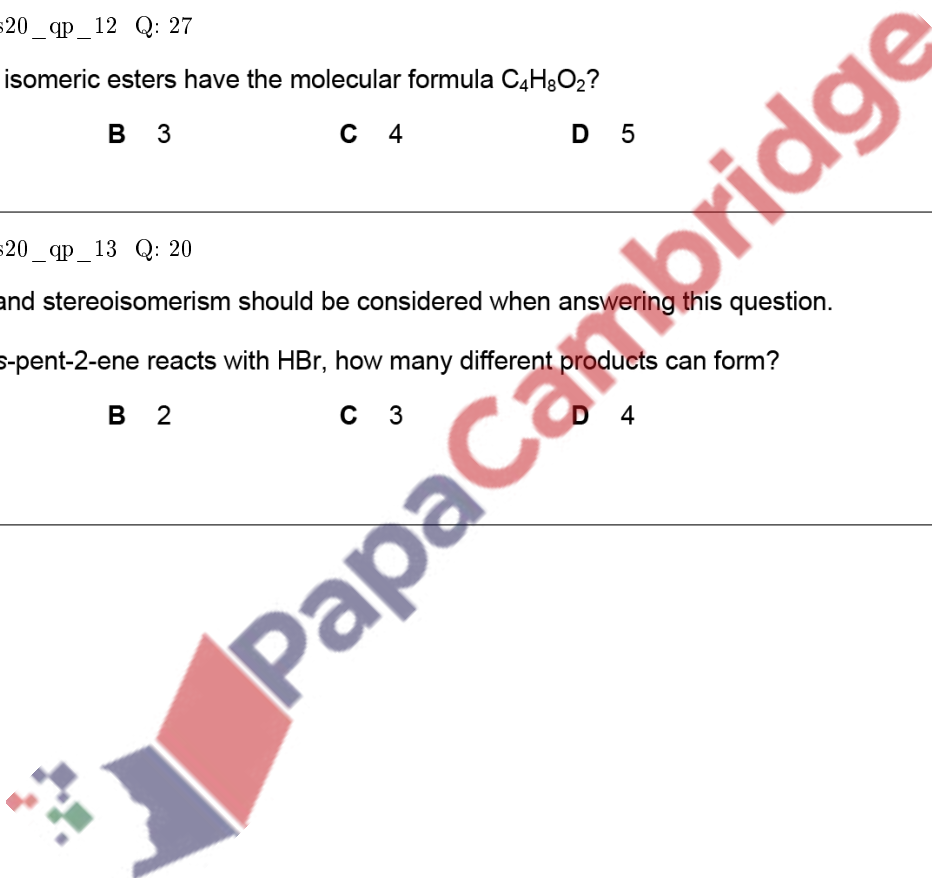 s20_qp_12 Q: 27
isomeric esters have the molecular formula C₄H₈O₂?
B 3 C 4 D 5
s20_qp_13 Q: 20
and stereoisomerism should be considered when answering this question.
s-pent-2-ene reacts with HBr, how many different products can form?
B 2 C 3 D 4
PapaCambridge